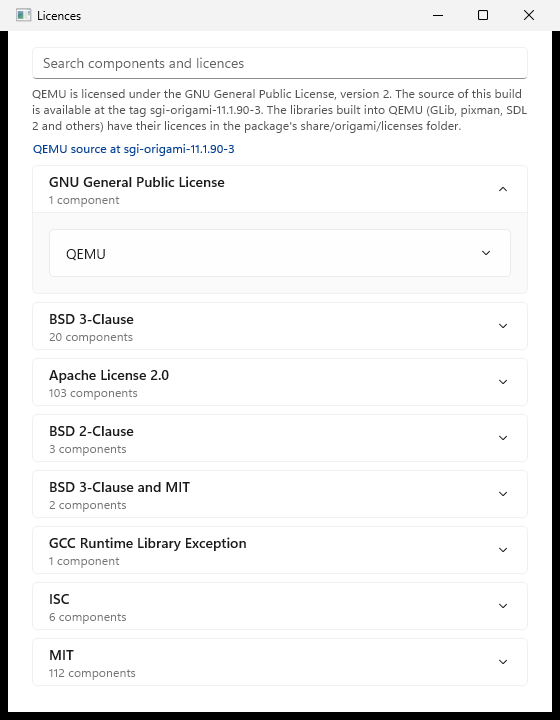 Licences
Search components and licences
QEMU is licensed under the GNU General Public License, version 2. The source of this build
is available at the tag sgi-origami-11.1.90-3. The libraries built into QEMU (GLib, pixman, SDL
2 and others) have their licences in the package's share/origami/licenses folder.
QEMU source at sgi-origami-11.1.90-3
GNU General Public License
1 component
QEMU
BSD 3-Clause
20 components
Apache License 2.0
103 components
BSD 2-Clause
3 components
BSD 3-Clause and MIT
2 components
GCC Runtime Library Exception
1 component
ISC
6 components
MIT
112 components